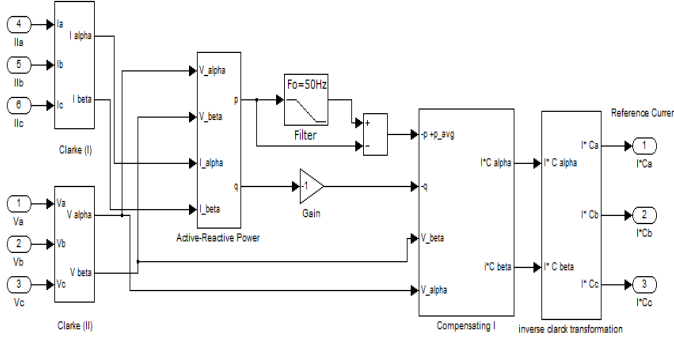 4 Ia I alpha
IIa
5 Ib
IIb
6 Ic I beta
IIc
Clarke (I)
V_alpha
V_beta p
I_alpha
I_beta q
Active-Reactive Power
Fo=50Hz
Filter
+
−
-1
Gain
-p +p_avg I*C alpha
-q
V_beta I*C beta
V_alpha
Compensating I
Reference Curren
I* C alpha I* Ca 1
I*Ca
I* Cb 2
I*Cb
I* C beta I* Cc 3
I*Cc
inverse clarck transformation
1 Va V alpha
Va
2 Vb
Vb
3 Vc V beta
Vc
Clarke (II)